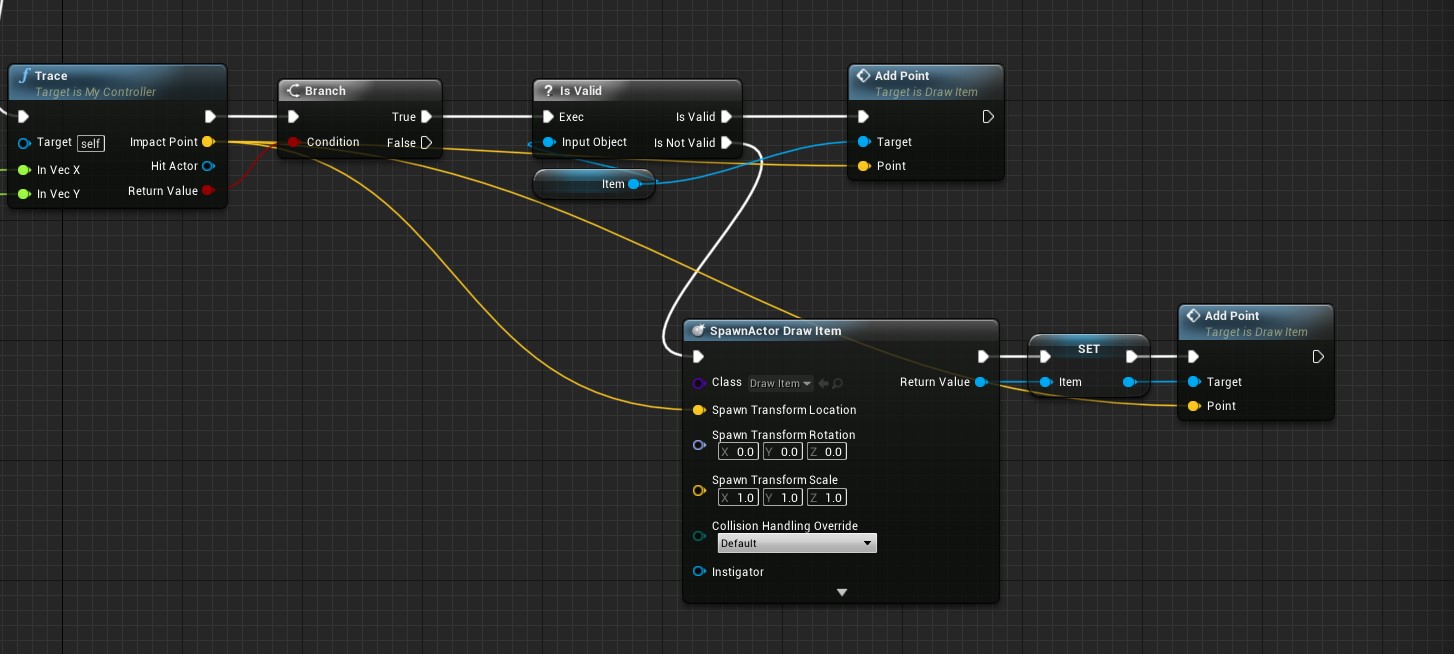 f Trace
Target is My Controller
Target self
Impact Point
Hit Actor
In Vec X
Return Value
In Vec Y
Branch
True
Condition
False
? Is Valid
Exec
Is Valid
Input Object
Is Not Valid
Item
Add Point
Target is Draw Item
Target
Point
SpawnActor Draw Item
Class Draw Item
Return Value
Spawn Transform Location
Spawn Transform Rotation
X 0.0 Y 0.0 Z 0.0
Spawn Transform Scale
X 1.0 Y 1.0 Z 1.0
Collision Handling Override
Default
Instigator
SET
Item
Add Point
Target is Draw Item
Target
Point